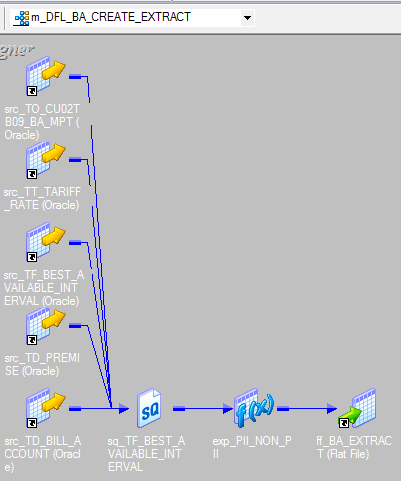 m_DFL_BA_CREATE_EXTRACT
gner
src_TO_CU02T
B09_BA_MPT (
Oracle)
src_TT_TARIFF
_RATE (Oracle)
src_TF_BEST_A
VAILABLE_INT
ERVAL (Oracle)
src_TD_PREMI
SE (Oracle)
src_TD_BILL_A
CCOUNT (Oracl
e)
SQ
sq_TF_BEST_A
VAILABLE_INT
ERVAL
f(x)
exp_PII_NON_P
II
ff_BA_EXTRAC
T (Flat File)